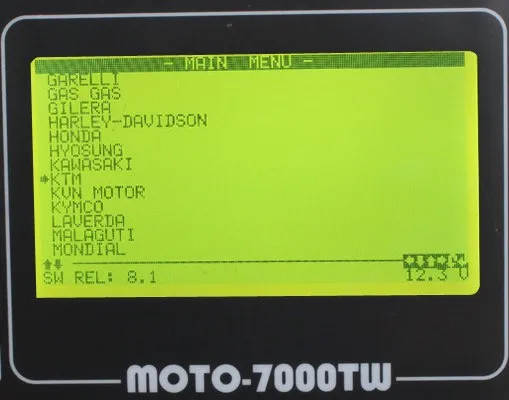 - MAIN MENU -
GARELLI
GAS GAS
GILERA
HARLEY-DAVIDSON
HONDA
HYOSUNG
KAWASAKI
KTM
KVN MOTOR
KYMCO
LAVERDA
MALAGUTI
MONDIAL
SW REL: 8.1 12.3 V
MOTO-7000TW